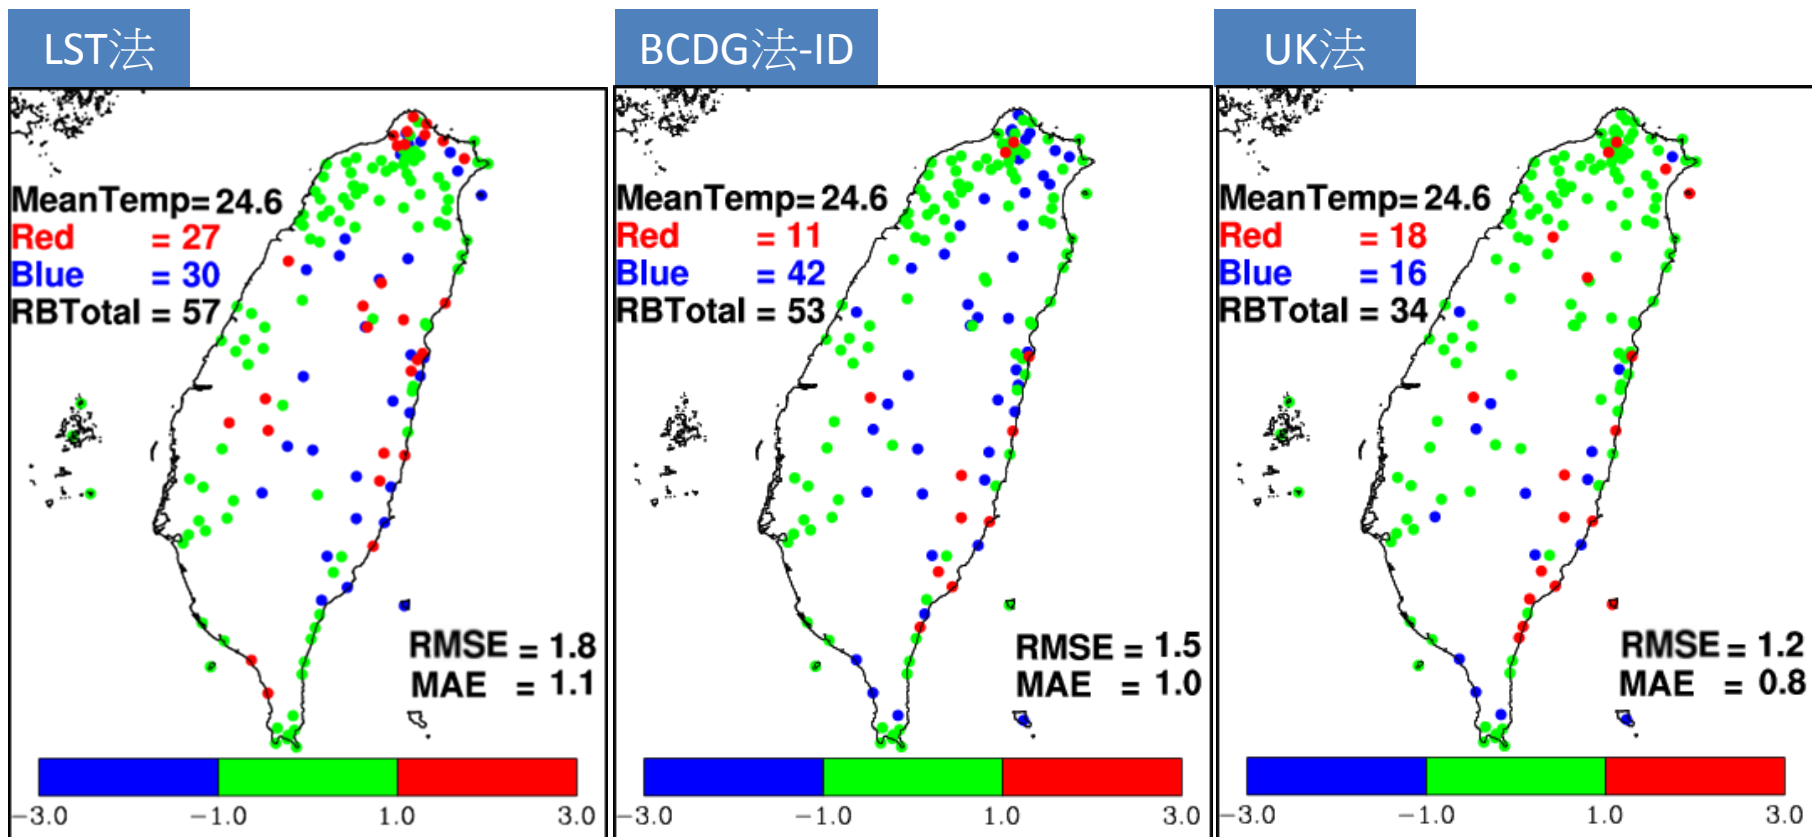 LST法
MeanTemp= 24.6
Red = 27
Blue = 30
RBTotal = 57
RMSE = 1.8
MAE = 1.1
-3.0 -1.0 1.0 3.0
BCDG法-ID
MeanTemp= 24.6
Red = 11
Blue = 42
RBTotal = 53
RMSE = 1.5
MAE = 1.0
-3.0 -1.0 1.0 3.0
UK法
MeanTemp= 24.6
Red = 18
Blue = 16
RBTotal = 34
RMSE = 1.2
MAE = 0.8
-3.0 -1.0 1.0 3.0